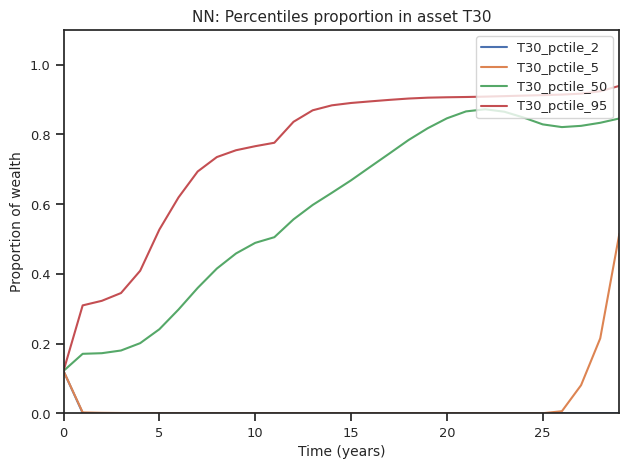 NN: Percentiles proportion in asset T30
T30_pctile_2
T30_pctile_5
T30_pctile_50
T30_pctile_95
Proportion of wealth
1.0
0.8
0.6
0.4
0.2
0.0
0 5 10 15 20 25
Time (years)